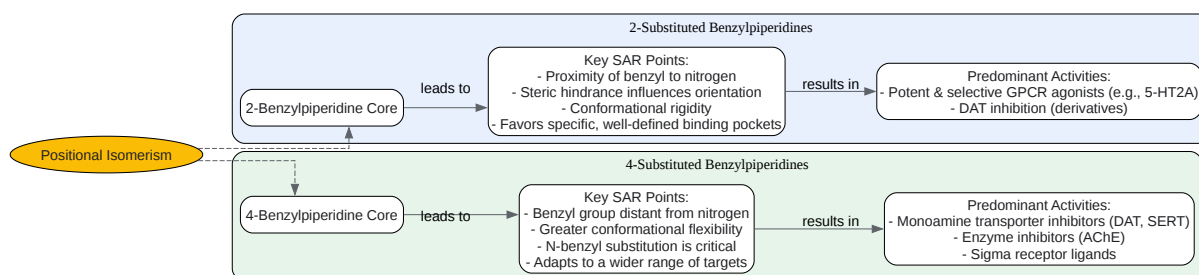 2-Substituted Benzylpiperidines
2-Benzylpiperidine Core
leads to
Key SAR Points:
- Proximity of benzyl to nitrogen
- Steric hindrance influences orientation
- Conformational rigidity
- Favors specific, well-defined binding pockets
results in
Predominant Activities:
- Potent & selective GPCR agonists (e.g., 5-HT2A)
- DAT inhibition (derivatives)
Positional Isomerism
4-Substituted Benzylpiperidines
4-Benzylpiperidine Core
leads to
Key SAR Points:
- Benzyl group distant from nitrogen
- Greater conformational flexibility
- N-benzyl substitution is critical
- Adapts to a wider range of targets
results in
Predominant Activities:
- Monoamine transporter inhibitors (DAT, SERT)
- Enzyme inhibitors (AChE)
- Sigma receptor ligands